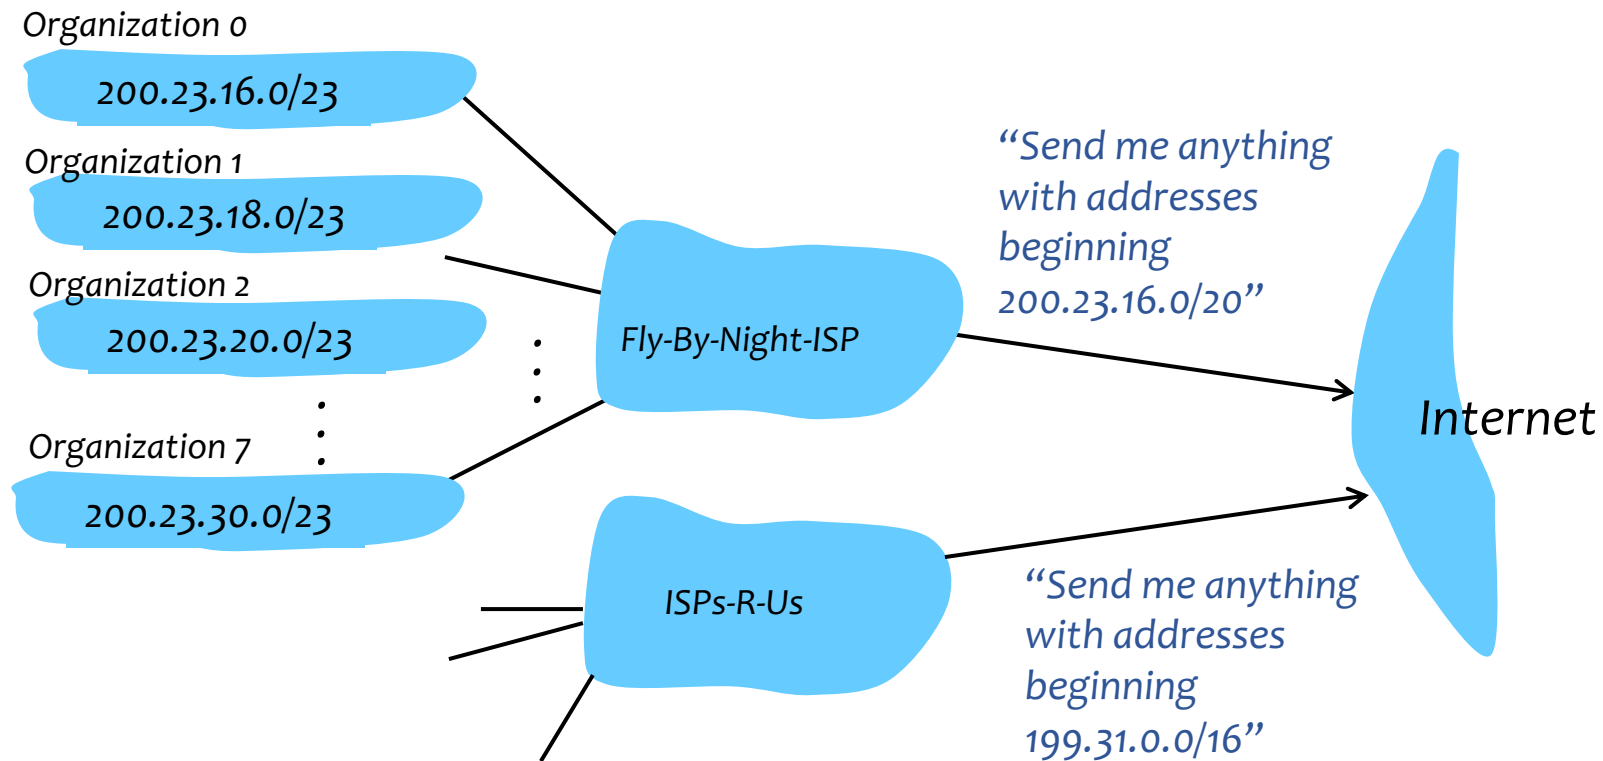 Organization 0
200.23.16.0/23
Organization 1
200.23.18.0/23
Organization 2
200.23.20.0/23
Organization 7
200.23.30.0/23
Fly-By-Night-ISP
“Send me anything
with addresses
beginning
200.23.16.0/20”
Internet
ISPs-R-Us
“Send me anything
with addresses
beginning
199.31.0.0/16”